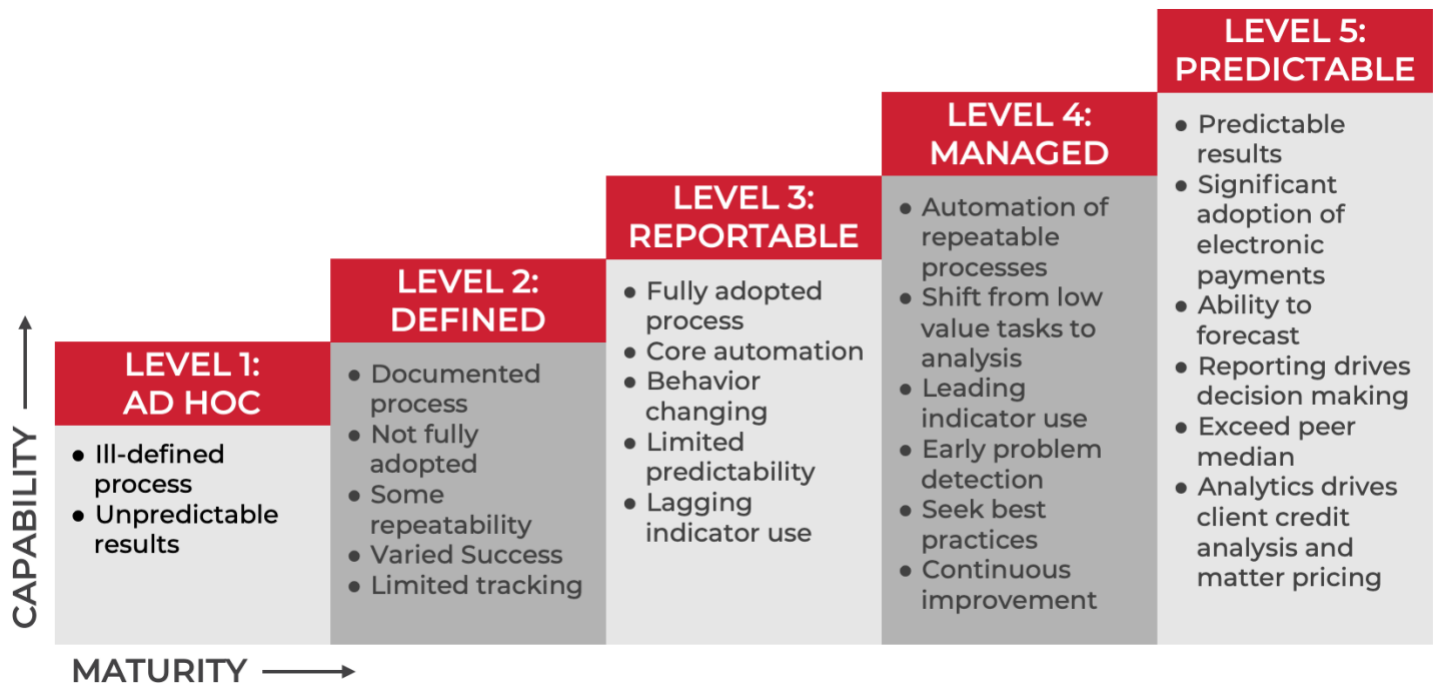 LEVEL 1:
AD HOC
● Ill-defined
process
● Unpredictable
results
LEVEL 2:
DEFINED
● Documented
process
● Not fully
adopted
● Some
repeatability
● Varied Success
● Limited tracking
LEVEL 3:
REPORTABLE
● Fully adopted
process
● Core automation
● Behavior
changing
● Limited
predictability
● Lagging
indicator use
LEVEL 4:
MANAGED
● Automation of
repeatable
processes
● Shift from low
value tasks to
analysis
● Leading
indicator use
● Early problem
detection
● Seek best
practices
● Continuous
improvement
LEVEL 5:
PREDICTABLE
● Predictable
results
● Significant
adoption of
electronic
payments
● Ability to
forecast
● Reporting drives
decision making
● Exceed peer
median
● Analytics drives
client credit
analysis and
matter pricing
CAPABILITY
MATURITY